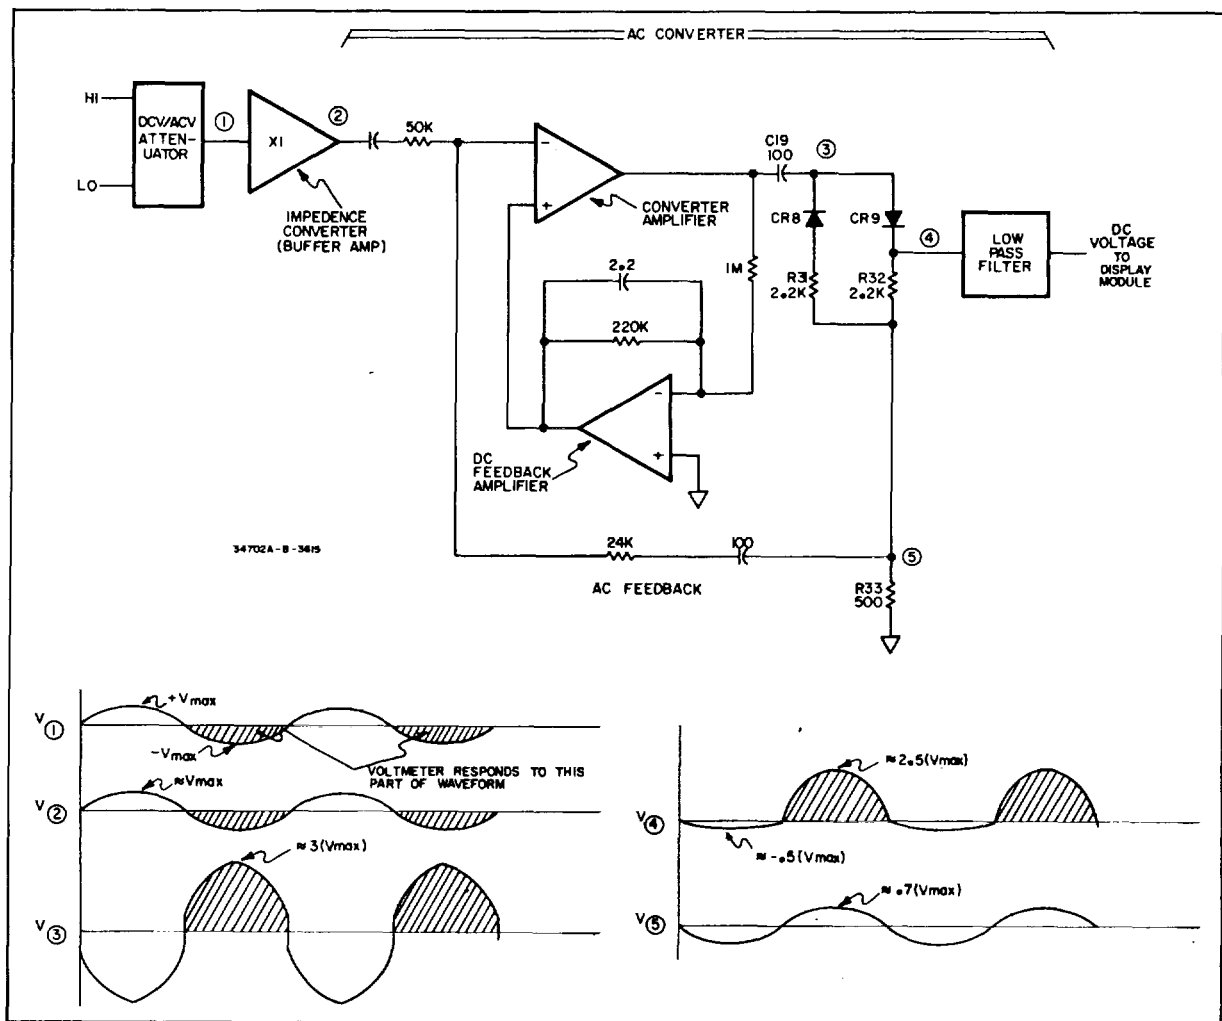 AC CONVERTER
HI
LO
DCV/ACV
ATTEN-
UATOR
①
X1
②
IMPEDENCE
CONVERTER
(BUFFER AMP)
50K
-
+
CONVERTER
AMPLIFIER
C19
100
③
CR8
CR9
④
R31
2.2K
R32
2.2K
LOW
PASS
FILTER
DC
VOLTAGE
TO
DISPLAY
MODULE
1M
2.2
220K
-
+
DC
FEEDBACK
AMPLIFIER
34702A-B-3615
24K
100
⑤
AC FEEDBACK
R33
500
V①
+Vmax
-Vmax
VOLTMETER RESPONDS TO THIS
PART OF WAVEFORM
V②
≈Vmax
V③
≈3(Vmax)
V④
≈2.5(Vmax)
≈-.5(Vmax)
V⑤
≈.7(Vmax)